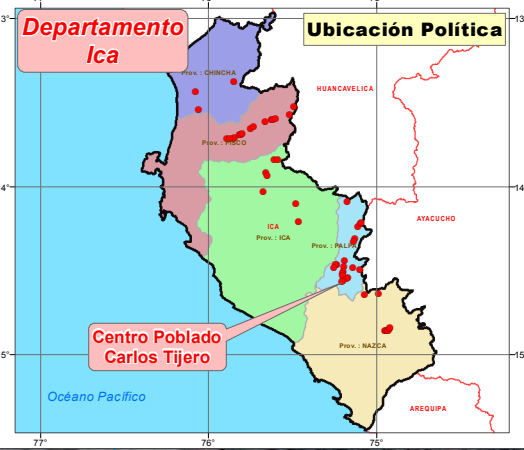 Departamento
Ica
Ubicación Política
3°
13
Prov. : CHINCHA
HUANCAVELICA
Prov. : PISCO
4°
14
ICA
Prov. : ICA
Prov. : PALPA
AYACUCHO
Centro Poblado
Carlos Tijero
Prov. : NAZCA
5°
15
Océano Pacífico
AREQUIPA
77°
76°
75°